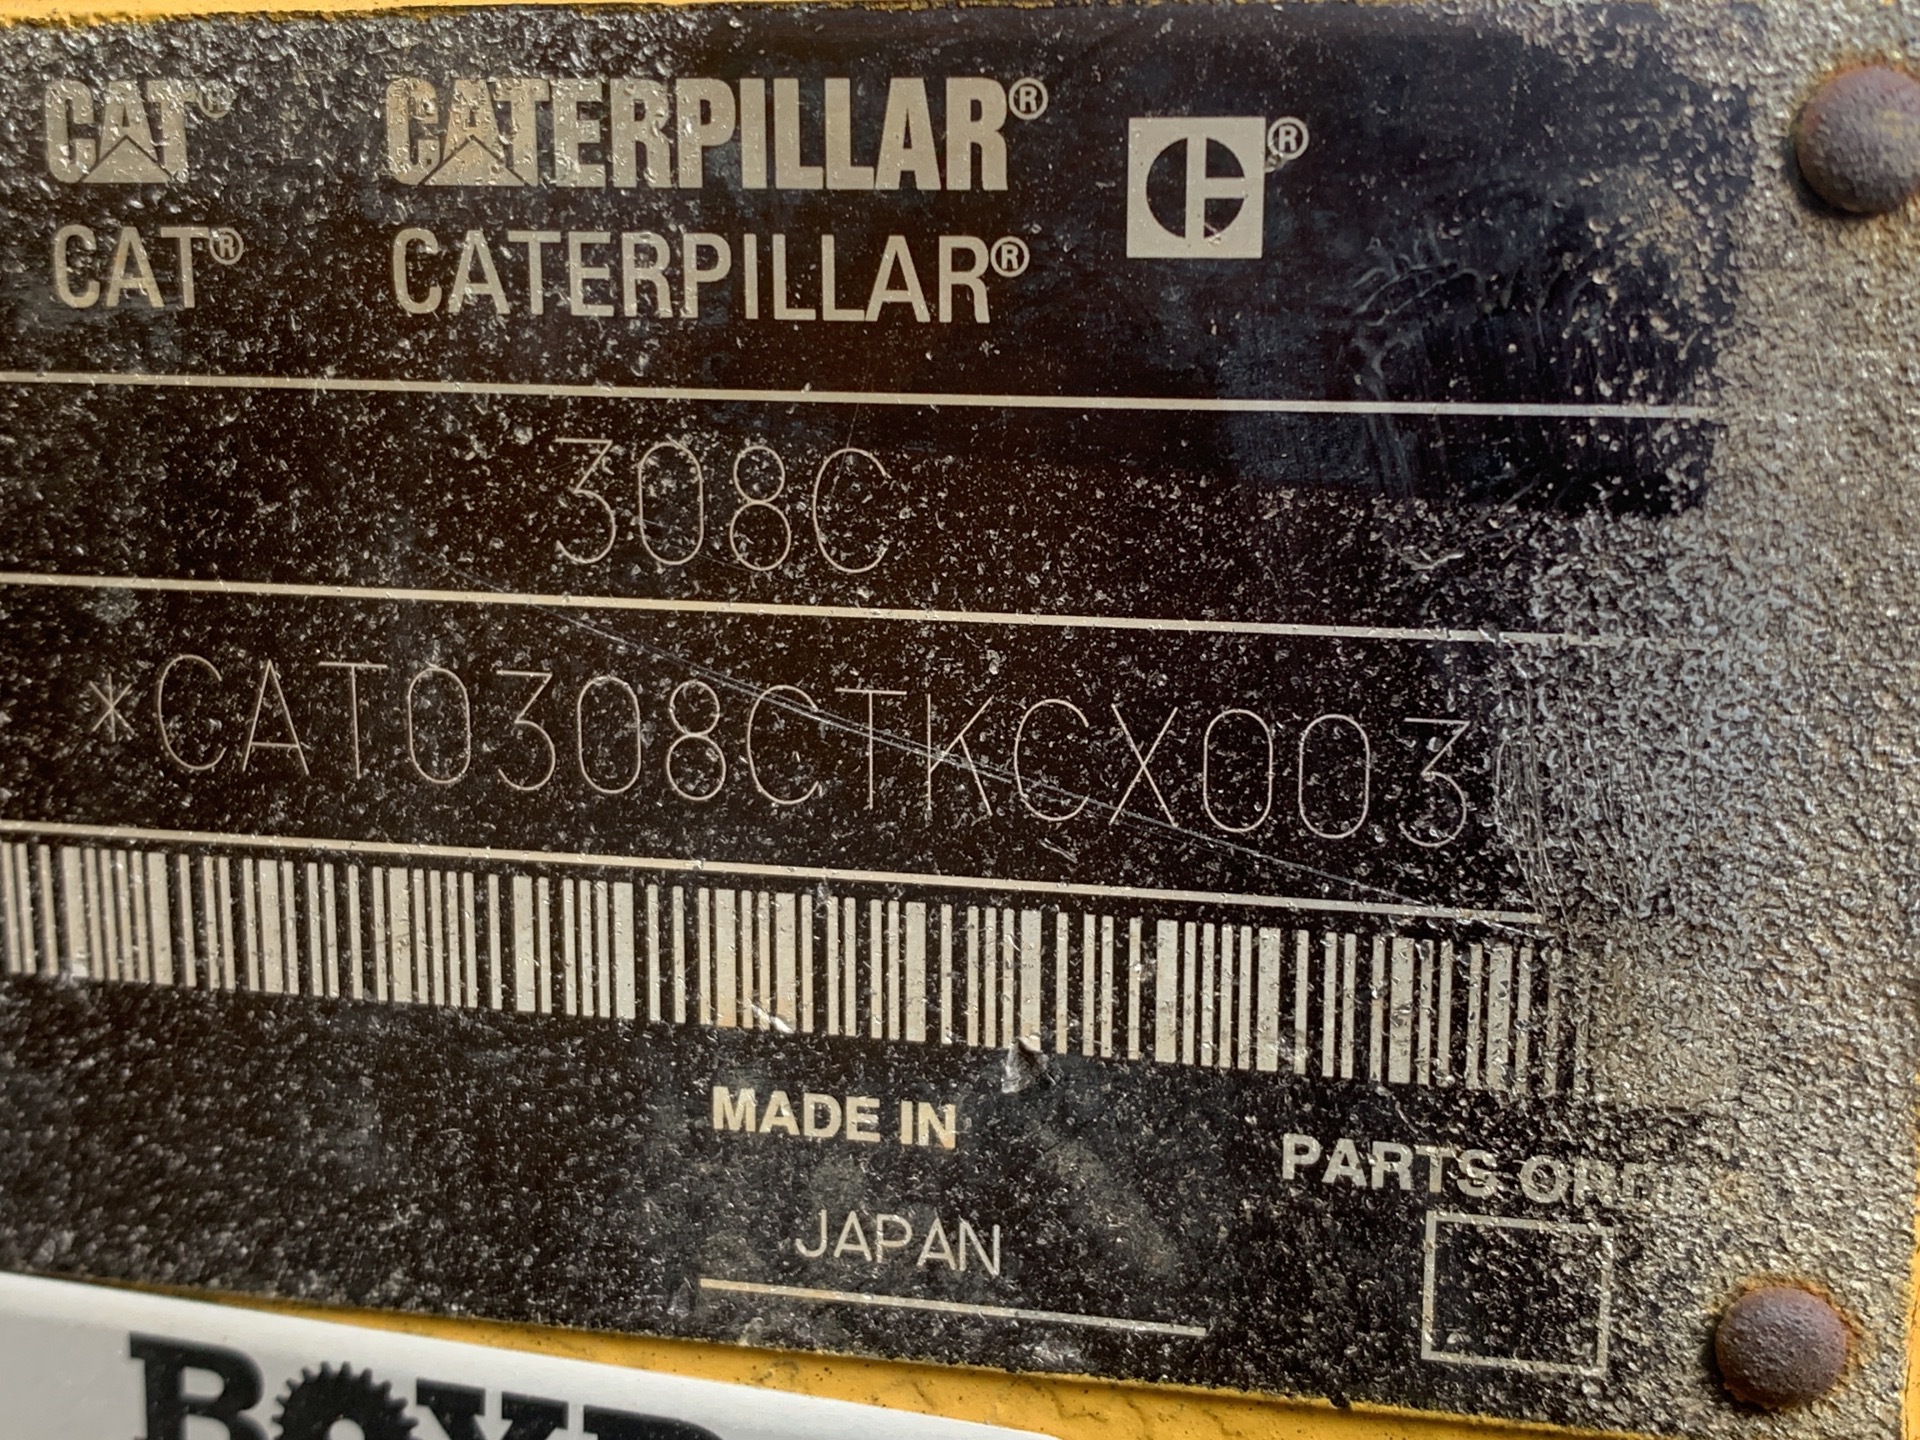 CAT® CATERPILLAR® ®
CAT® CATERPILLAR®
308C
*CAT0308CTKCX003
MADE IN
PARTS
JAPAN